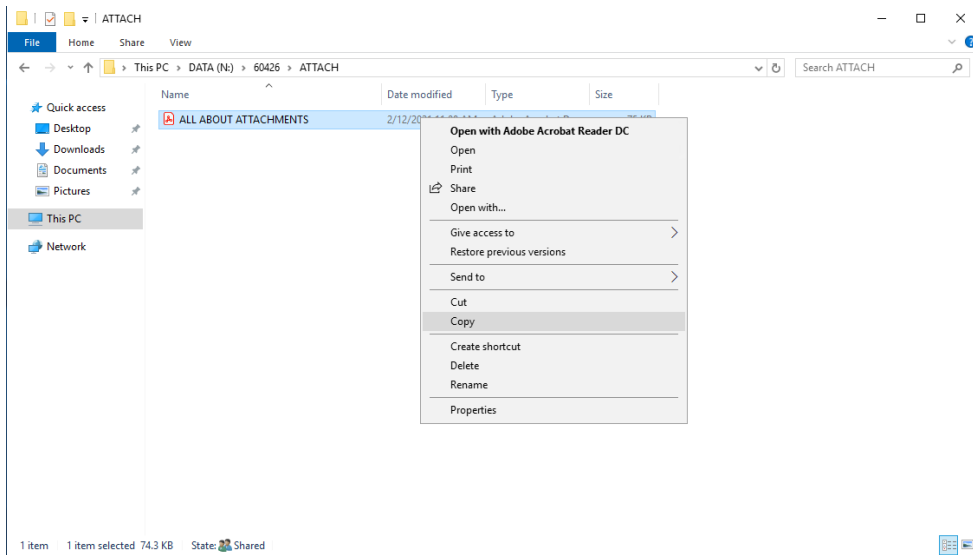 ATTACH
File Home Share View
This PC > DATA (N:) > 60426 > ATTACH
Search ATTACH
Name Date modified Type Size
Quick access
Desktop
Downloads
Documents
Pictures
This PC
Network
ALL ABOUT ATTACHMENTS
Open with Adobe Acrobat Reader DC
Open
Print
Share
Open with...
Give access to
Restore previous versions
Send to
Cut
Copy
Create shortcut
Delete
Rename
Properties
1 item 1 item selected 74.3 KB State: Shared